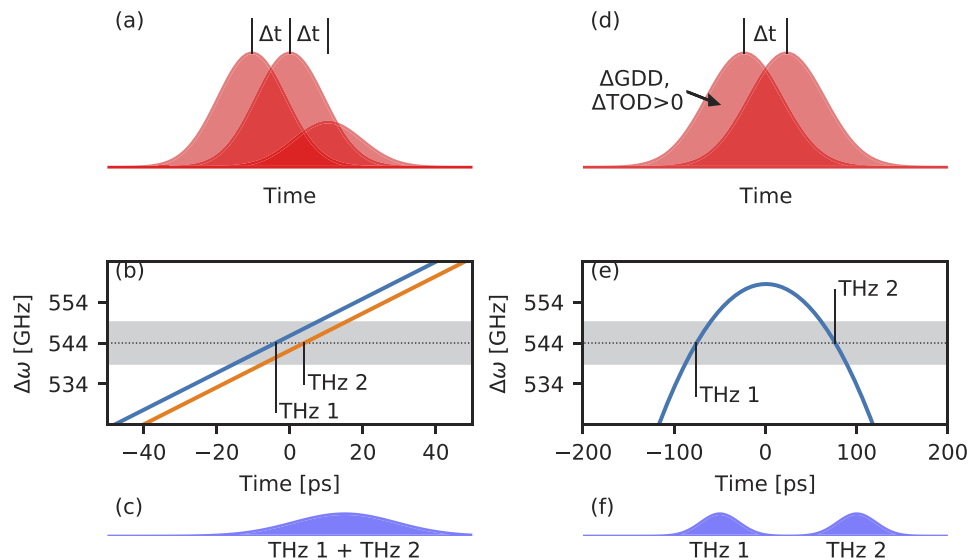 (a)
Δt Δt
Time
(d)
Δt
ΔGDD,
ΔTOD>0
Time
(b)
Δω [GHz]
554
544
534
THz 2
THz 1
−40 −20 0 20 40
Time [ps]
(e)
Δω [GHz]
554
544
534
THz 2
THz 1
−200 −100 0 100 200
Time [ps]
(c)
THz 1 + THz 2
(f)
THz 1 THz 2